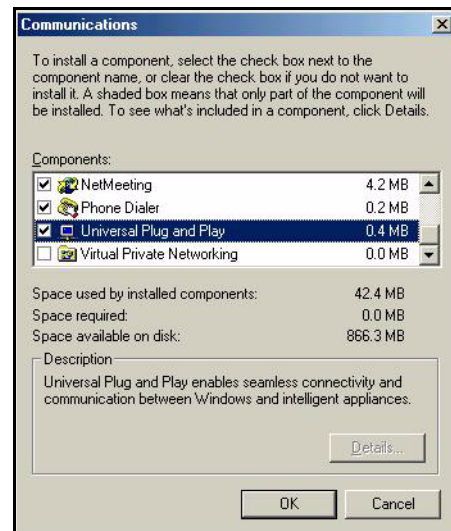 Communications
To install a component, select the check box next to the
component name, or clear the check box if you do not want to
install it. A shaded box means that only part of the component will
be installed. To see what's included in a component, click Details.
Components:
NetMeeting 4.2 MB
Phone Dialer 0.2 MB
Universal Plug and Play 0.4 MB
Virtual Private Networking 0.0 MB
Space used by installed components: 42.4 MB
Space required: 0.0 MB
Space available on disk: 866.3 MB
Description
Universal Plug and Play enables seamless connectivity and
communication between Windows and intelligent appliances.
Details...
OK Cancel